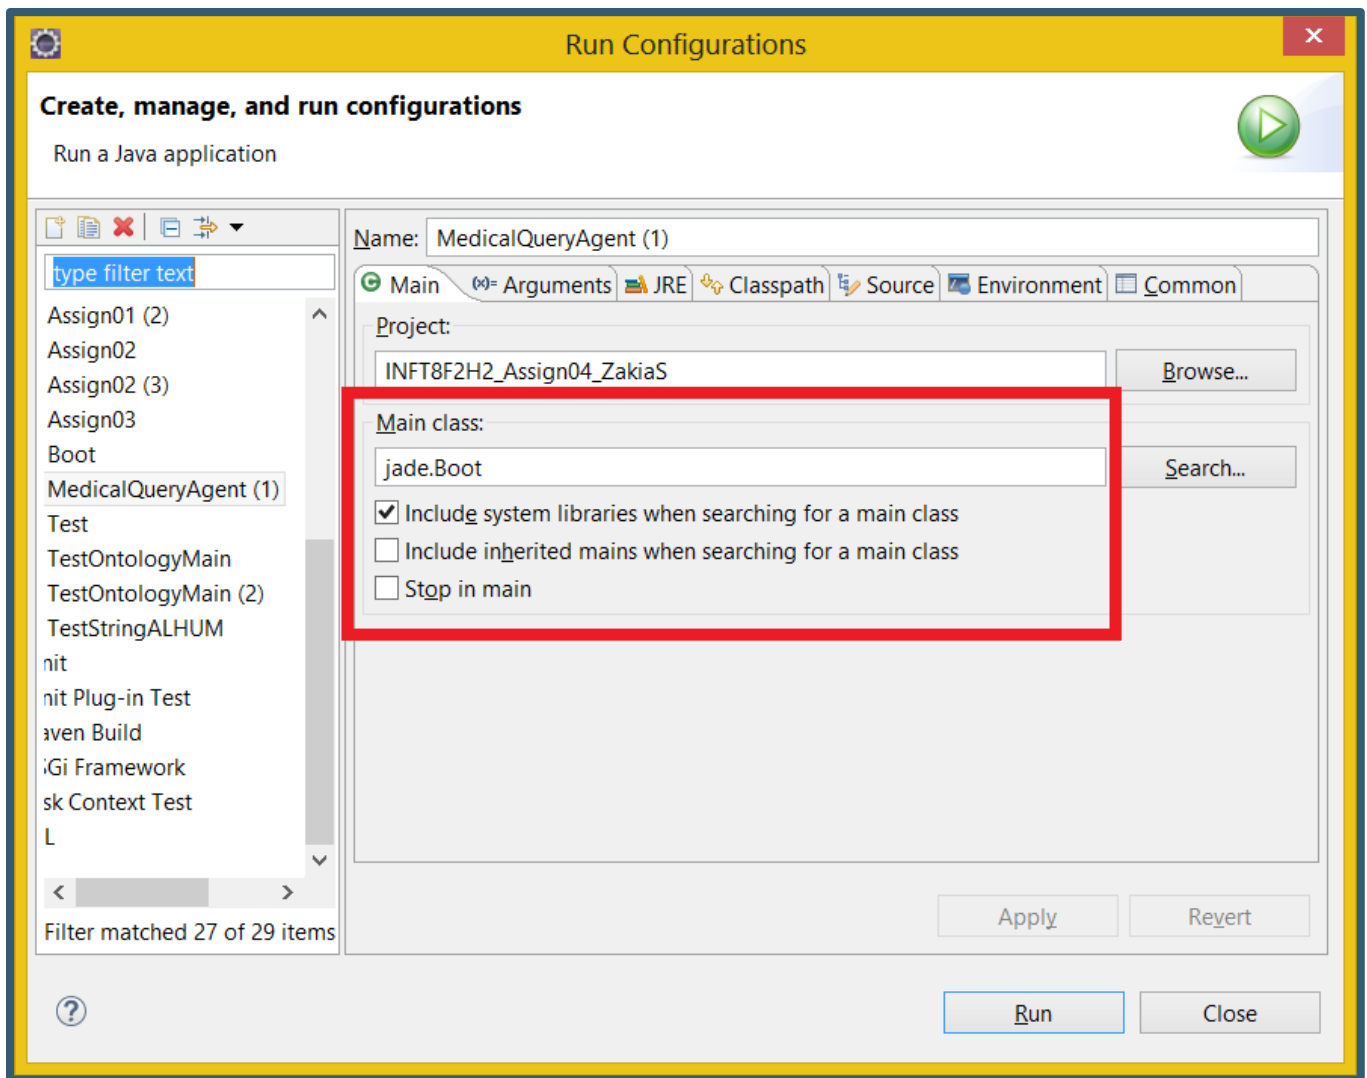 Run Configurations
Create, manage, and run configurations
Run a Java application
type filter text
Assign01 (2)
Assign02
Assign02 (3)
Assign03
Boot
MedicalQueryAgent (1)
Test
TestOntologyMain
TestOntologyMain (2)
TestStringALHUM
nit
nit Plug-in Test
aven Build
Gi Framework
sk Context Test
L
Filter matched 27 of 29 items
Name: MedicalQueryAgent (1)
Main (x)= Arguments JRE Classpath Source Environment Common
Project:
INFT8F2H2_Assign04_ZakiaS Browse...
Main class:
jade.Boot Search...
Include system libraries when searching for a main class
Include inherited mains when searching for a main class
Stop in main
Apply Revert
Run Close